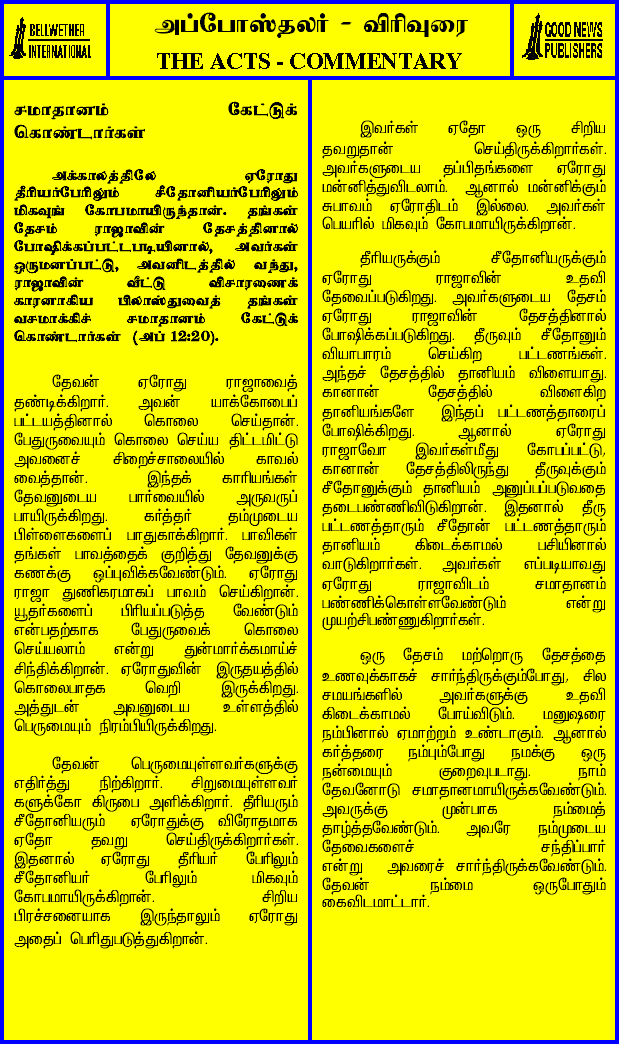 BELLWETHER
INTERNATIONAL
அப்போஸ்தலர் - விரிவுரை
THE ACTS - COMMENTARY
GOOD NEWS
PUBLISHERS
சமாதானம் கேட்டுக்
கொண்டார்கள்
அக்காலத்திலே ஏரோது
தீரியர்பேரிலும் சீதோனியர்பேரிலும்
மிகவுங் கோபமாயிருந்தான். தங்கள்
தேசம் ராஜாவின் தேசத்தினால்
போஷிக்கப்பட்டபடியினால், அவர்கள்
ஒருமனப்பட்டு, அவனிடத்தில் வந்து,
ராஜாவின் வீட்டு விசாரணைக்
காரனாகிய பிலாஸ்துவைத் தங்கள்
வசமாக்கிச் சமாதானம் கேட்டுக்
கொண்டார்கள் (அப் 12:20).
தேவன் ஏரோது ராஜாவைத்
தண்டிக்கிறார். அவன் யாக்கோபைப்
பட்டயத்தினால் கொலை செய்தான்.
பேதுருவையும் கொலை செய்ய திட்டமிட்டு
அவனைச் சிறைச்சாலையில் காவல்
வைத்தான். இந்தக் காரியங்கள்
தேவனுடைய பார்வையில் அருவருப்
பாயிருக்கிறது. கர்த்தர் தம்முடைய
பிள்ளைகளைப் பாதுகாக்கிறார். பாவிகள்
தங்கள் பாவத்தைக் குறித்து தேவனுக்கு
கணக்கு ஒப்புவிக்கவேண்டும். ஏரோது
ராஜா துணிகரமாகப் பாவம் செய்கிறான்.
யூதர்களைப் பிரியப்படுத்த வேண்டும்
என்பதற்காக பேதுருவைக் கொலை
செய்யலாம் என்று துன்மார்க்கமாய்ச்
சிந்திக்கிறான். ஏரோதுவின் இருதயத்தில்
கொலைபாதக வெறி இருக்கிறது.
அத்துடன் அவனுடைய உள்ளத்தில்
பெருமையும் நிரம்பியிருக்கிறது.
தேவன் பெருமையுள்ளவர்களுக்கு
எதிர்த்து நிற்கிறார். சிறுமையுள்ளவர்
களுக்கோ கிருபை அளிக்கிறார். தீரியரும்
சீதோனியரும் ஏரோதுக்கு விரோதமாக
ஏதோ தவறு செய்திருக்கிறார்கள்.
இதனால் ஏரோது தீரியர் பேரிலும்
சீதோனியர் பேரிலும் மிகவும்
கோபமாயிருக்கிறான். சிறிய
பிரச்சனையாக இருந்தாலும் ஏரோது
அதைப் பெரிதுபடுத்துகிறான்.
இவர்கள் ஏதோ ஒரு சிறிய
தவறுதான் செய்திருக்கிறார்கள்.
அவர்களுடைய தப்பிதங்களை ஏரோது
மன்னித்துவிடலாம். ஆனால் மன்னிக்கும்
சுபாவம் ஏரோதிடம் இல்லை. அவர்கள்
பெயரில் மிகவும் கோபமாயிருக்கிறான்.
தீரியருக்கும் சீதோனியருக்கும்
ஏரோது ராஜாவின் உதவி
தேவைப்படுகிறது. அவர்களுடைய தேசம்
ஏரோது ராஜாவின் தேசத்தினால்
போஷிக்கப்படுகிறது. தீருவும் சீதோனும்
வியாபாரம் செய்கிற பட்டணங்கள்.
அந்தச் தேசத்தில் தானியம் விளையாது.
கானான் தேசத்தில் விளைகிற
தானியங்களே இந்தப் பட்டணத்தாரைப்
போஷிக்கிறது. ஆனால் ஏரோது
ராஜாவோ இவர்கள்மீது கோபப்பட்டு,
கானான் தேசத்திலிருந்து தீருவுக்கும்
சீதோனுக்கும் தானியம் அனுப்பப்படுவதை
தடைபண்ணிவிடுகிறான். இதனால் தீரு
பட்டணத்தாரும் சீதோன் பட்டணத்தாரும்
தானியம் கிடைக்காமல் பசியினால்
வாடுகிறார்கள். அவர்கள் எப்படியாவது
ஏரோது ராஜாவிடம் சமாதானம்
பண்ணிக்கொள்ளவேண்டும் என்று
முயற்சிபண்ணுகிறார்கள்.
ஒரு தேசம் மற்றொரு தேசத்தை
உணவுக்காகச் சார்ந்திருக்கும்போது, சில
சமயங்களில் அவர்களுக்கு உதவி
கிடைக்காமல் போய்விடும். மனுஷரை
நம்பினால் ஏமாற்றம் உண்டாகும். ஆனால்
கர்த்தரை நம்பும்போது நமக்கு ஒரு
நன்மையும் குறைவுபடாது. நாம்
தேவனோடு சமாதானமாயிருக்கவேண்டும்.
அவருக்கு முன்பாக நம்மைத்
தாழ்த்தவேண்டும். அவரே நம்முடைய
தேவைகளைச் சந்திப்பார்
என்று அவரைச் சார்ந்திருக்கவேண்டும்.
தேவன் நம்மை ஒருபோதும்
கைவிடமாட்டார்.